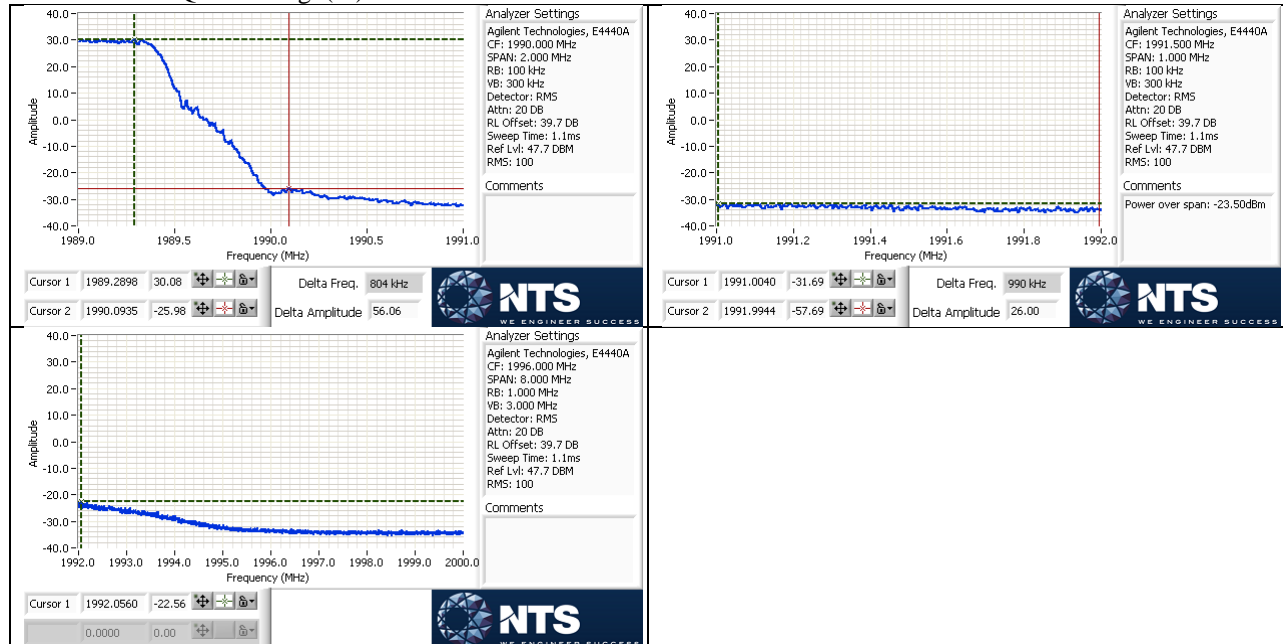 Analyzer Settings
Agilent Technologies, E4440A
CF: 1990.000 MHz
SPAN: 2.000 MHz
RB: 100 kHz
VB: 300 kHz
Detector: RMS
Attn: 20 DB
RL Offset: 39.7 DB
Sweep Time: 1.1ms
Ref Lvl: 47.7 DBM
RMS: 100
Comments
40.0
30.0
20.0
10.0
0.0
-10.0
-20.0
-30.0
-40.0
Amplitude
1989.0 1989.5 1990.0 1990.5 1991.0
Frequency (MHz)
Cursor 1 1989.2898 30.08
Cursor 2 1990.0935 -25.98
Delta Freq. 804 kHz
Delta Amplitude 56.06
NTS
WE ENGINEER SUCCESS
Analyzer Settings
Agilent Technologies, E4440A
CF: 1991.500 MHz
SPAN: 1.000 MHz
RB: 100 kHz
VB: 300 kHz
Detector: RMS
Attn: 20 DB
RL Offset: 39.7 DB
Sweep Time: 1.1ms
Ref Lvl: 47.7 DBM
RMS: 100
Comments
Power over span: -23.50dBm
40.0
30.0
20.0
10.0
0.0
-10.0
-20.0
-30.0
-40.0
Amplitude
1991.0 1991.2 1991.4 1991.6 1991.8 1992.0
Frequency (MHz)
Cursor 1 1991.0040 -31.69
Cursor 2 1991.9944 -57.69
Delta Freq. 990 kHz
Delta Amplitude 26.00
NTS
WE ENGINEER SUCCESS
Analyzer Settings
Agilent Technologies, E4440A
CF: 1996.000 MHz
SPAN: 8.000 MHz
RB: 1.000 MHz
VB: 3.000 MHz
Detector: RMS
Attn: 20 DB
RL Offset: 39.7 DB
Sweep Time: 1.1ms
Ref Lvl: 47.7 DBM
RMS: 100
Comments
40.0
30.0
20.0
10.0
0.0
-10.0
-20.0
-30.0
-40.0
Amplitude
1992.0 1993.0 1994.0 1995.0 1996.0 1997.0 1998.0 1999.0 2000.0
Frequency (MHz)
Cursor 1 1992.0560 -22.56
0.0000 0.00
NTS